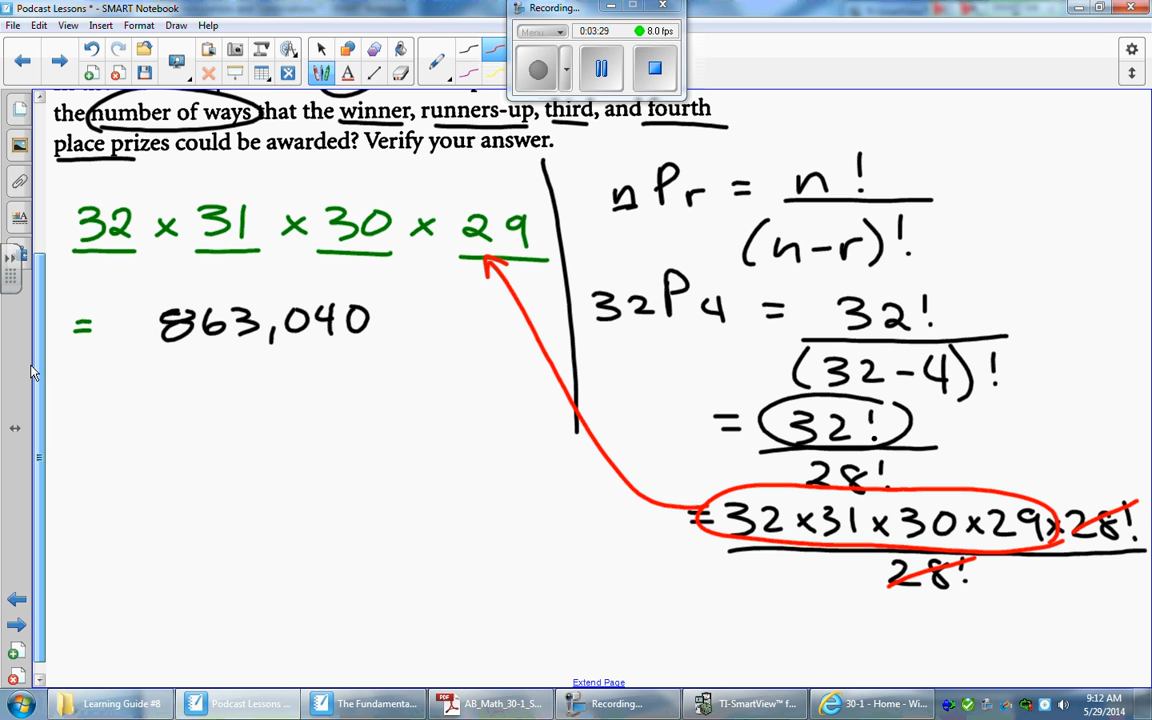 Podcast Lessons * - SMART Notebook
File Edit View Insert Format Draw Help
Recording...
Menu
0:03:29
8.0 fps
the number of ways that the winner, runners-up, third, and fourth
place prizes could be awarded? Verify your answer.
32 × 31 × 30 × 29
= 863,040
nPr = n!
(n-r)!
32P4 = 32!
(32-4)!
= 32!
28!
= 32 × 31 × 30 × 29 × 28!
28!
Extend Page
Learning Guide #8
Podcast Lessons ...
The Fundamenta...
AB_Math_30-1_S...
Recording...
TI-SmartView™ f...
30-1 - Home - Wi...
9:12 AM
5/29/2014